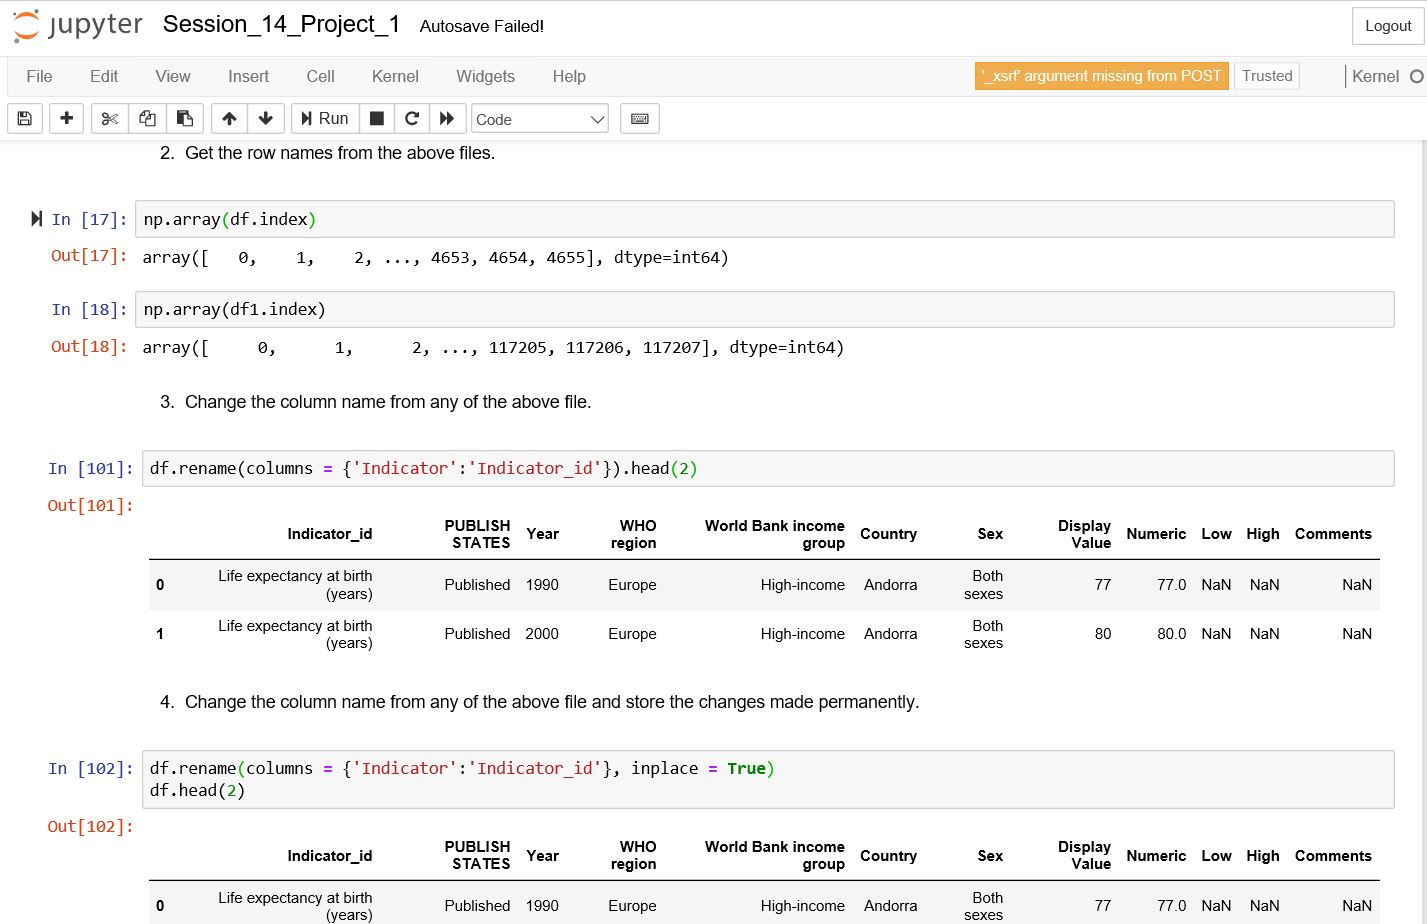 jupyter Session_14_Project_1 Autosave Failed! Logout
File Edit View Insert Cell Kernel Widgets Help '_xsrf' argument missing from POST Trusted Kernel
Run Code
2. Get the row names from the above files.
In [17]: np.array(df.index)
Out[17]: array([   0,    1,    2, ..., 4653, 4654, 4655], dtype=int64)
In [18]: np.array(df1.index)
Out[18]: array([     0,      1,      2, ..., 117205, 117206, 117207], dtype=int64)
3. Change the column name from any of the above file.
In [101]: df.rename(columns = {'Indicator':'Indicator_id'}).head(2)
Out[101]:
Indicator_id PUBLISH STATES Year WHO region World Bank income group Country Sex Display Value Numeric Low High Comments
0 Life expectancy at birth (years) Published 1990 Europe High-income Andorra Both sexes 77 77.0 NaN NaN NaN
1 Life expectancy at birth (years) Published 2000 Europe High-income Andorra Both sexes 80 80.0 NaN NaN NaN
4. Change the column name from any of the above file and store the changes made permanently.
In [102]: df.rename(columns = {'Indicator':'Indicator_id'}, inplace = True)
df.head(2)
Out[102]:
Indicator_id PUBLISH STATES Year WHO region World Bank income group Country Sex Display Value Numeric Low High Comments
0 Life expectancy at birth (years) Published 1990 Europe High-income Andorra Both sexes 77 77.0 NaN NaN NaN